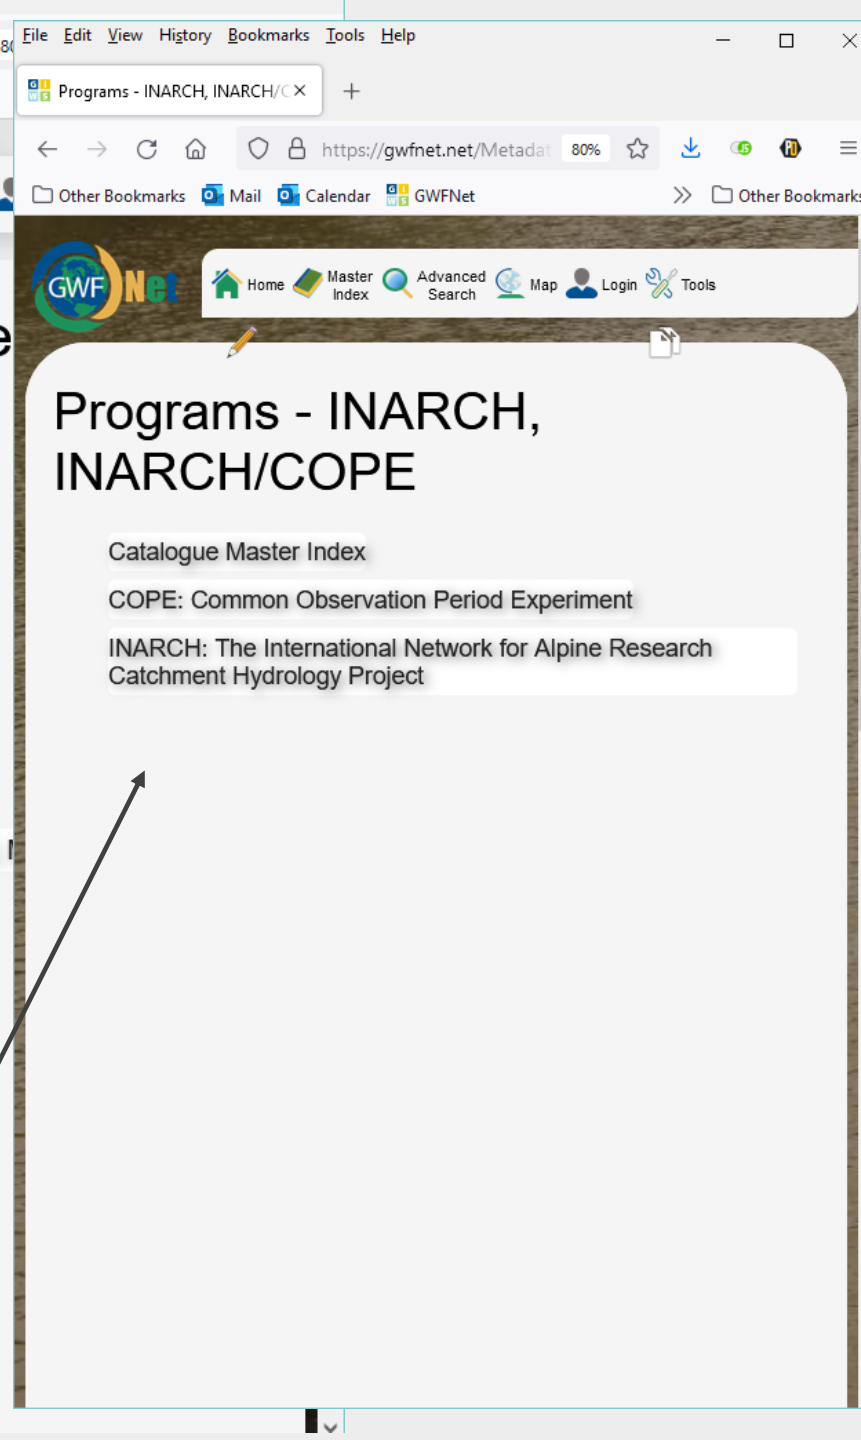 File Edit View History Bookmarks Tools Help
Programs - INARCH, INARCH/C
https://gwfnet.net/Metadat 80%
Other Bookmarks Mail Calendar GWFNet Other Bookmarks
GWF Net
Home Master Index Advanced Search Map Login Tools
Programs - INARCH,
INARCH/COPE
Catalogue Master Index
COPE: Common Observation Period Experiment
INARCH: The International Network for Alpine Research
Catchment Hydrology Project